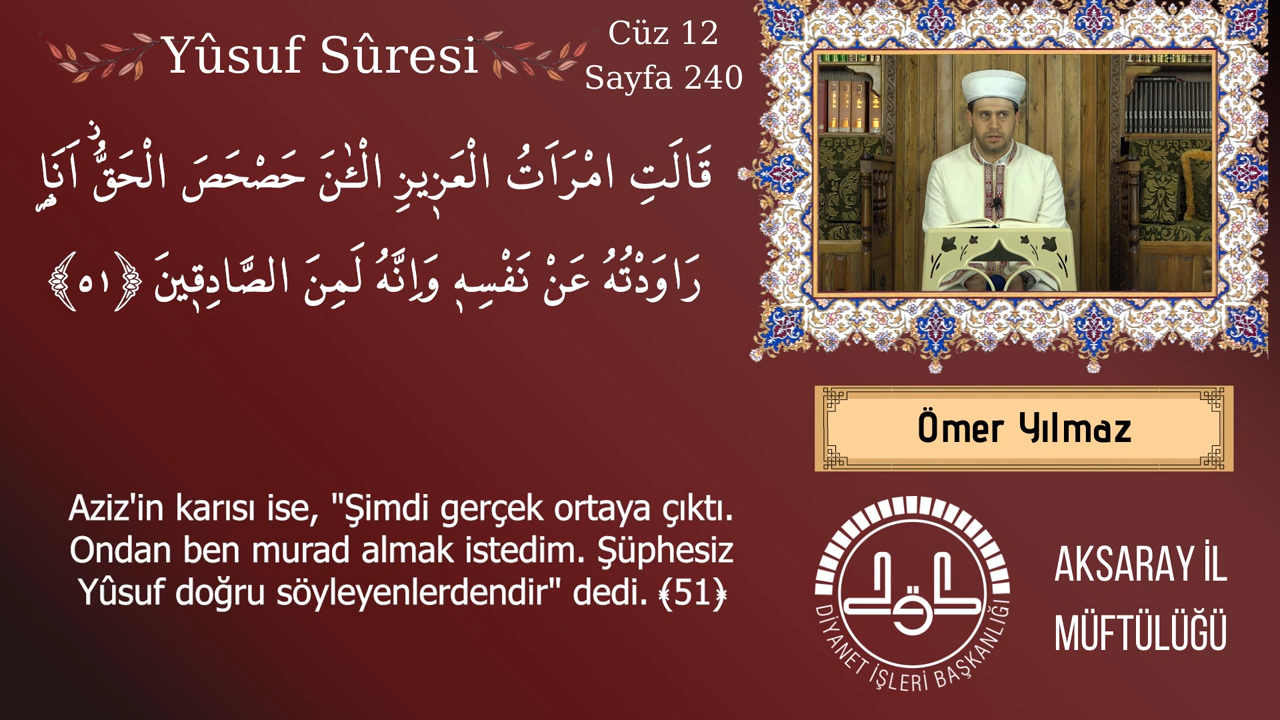 Yûsuf Sûresi
Cüz 12
Sayfa 240
قَالَتِ امْرَاَتُ الْعَز۪يزِ الْـٰٔنَ حَصْحَصَ الْحَقُّۘ اَنَا۬
رَاوَدْتُهُ عَنْ نَفْسِه۪ وَاِنَّهُ لَمِنَ الصَّادِق۪ينَ ﴿٥١﴾
Aziz'in karısı ise, "Şimdi gerçek ortaya çıktı.
Ondan ben murad almak istedim. Şüphesiz
Yûsuf doğru söyleyenlerdendir" dedi. ﴾51﴿
Ömer Yılmaz
DİYANET İŞLERİ BAŞKANLIĞI
AKSARAY İL
MÜFTÜLÜĞÜ